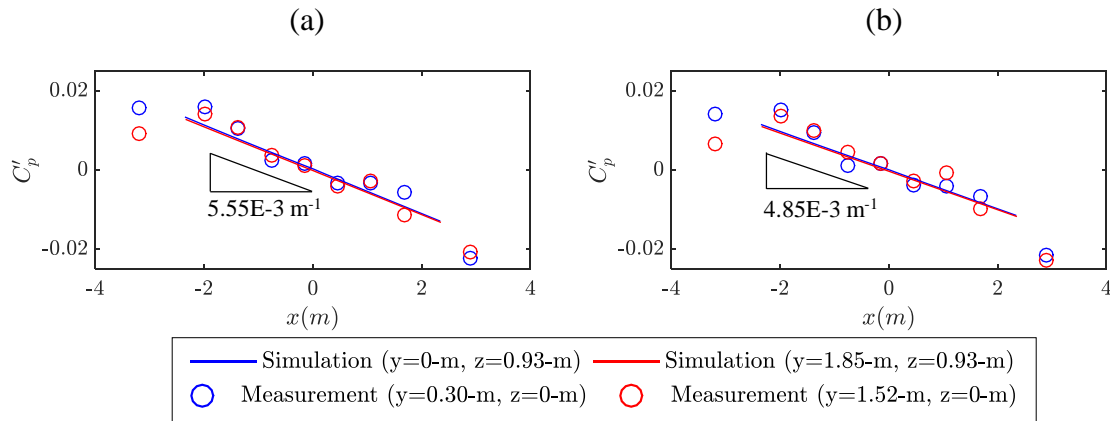 (a)
(b)
0.02
0
-0.02
C'p
-4
-2
0
2
4
x(m)
5.55E-3 m-1
0.02
0
-0.02
C'p
-4
-2
0
2
4
x(m)
4.85E-3 m-1
Simulation (y=0-m, z=0.93-m) Simulation (y=1.85-m, z=0.93-m)
Measurement (y=0.30-m, z=0-m) Measurement (y=1.52-m, z=0-m)